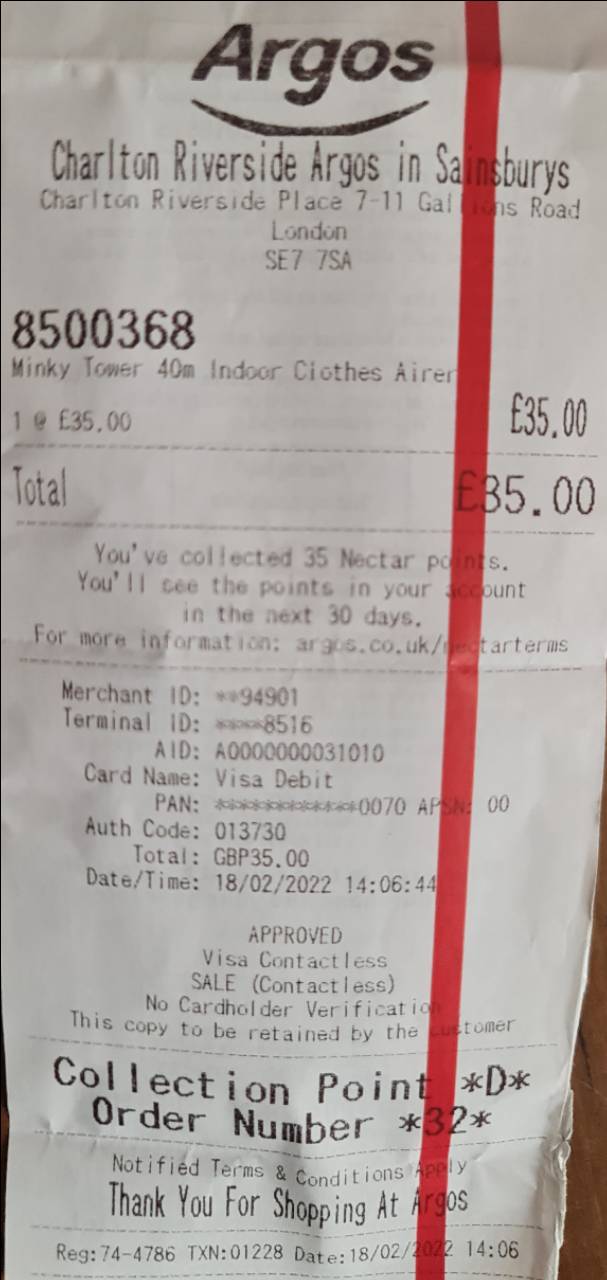 Argos
Charlton Riverside Argos in Sainsburys
Charlton Riverside Place 7-11 Gallions Road
London
SE7 7SA
8500368
Minky Tower 40m Indoor Clothes Airer
1 @ £35.00 £35.00
Total £35.00
You've collected 35 Nectar points.
You'll see the points in your account
in the next 30 days.
For more information: argos.co.uk/nectarterms
Merchant ID: **94901
Terminal ID: ****8516
AID: A0000000031010
Card Name: Visa Debit
PAN: ************0070 APSN: 00
Auth Code: 013730
Total: GBP35.00
Date/Time: 18/02/2022 14:06:44
APPROVED
Visa Contactless
SALE (Contactless)
No Cardholder Verification
This copy to be retained by the customer
Collection Point *D*
Order Number *32*
Notified Terms & Conditions Apply
Thank You For Shopping At Argos
Reg:74-4786 TXN:01228 Date:18/02/2022 14:06